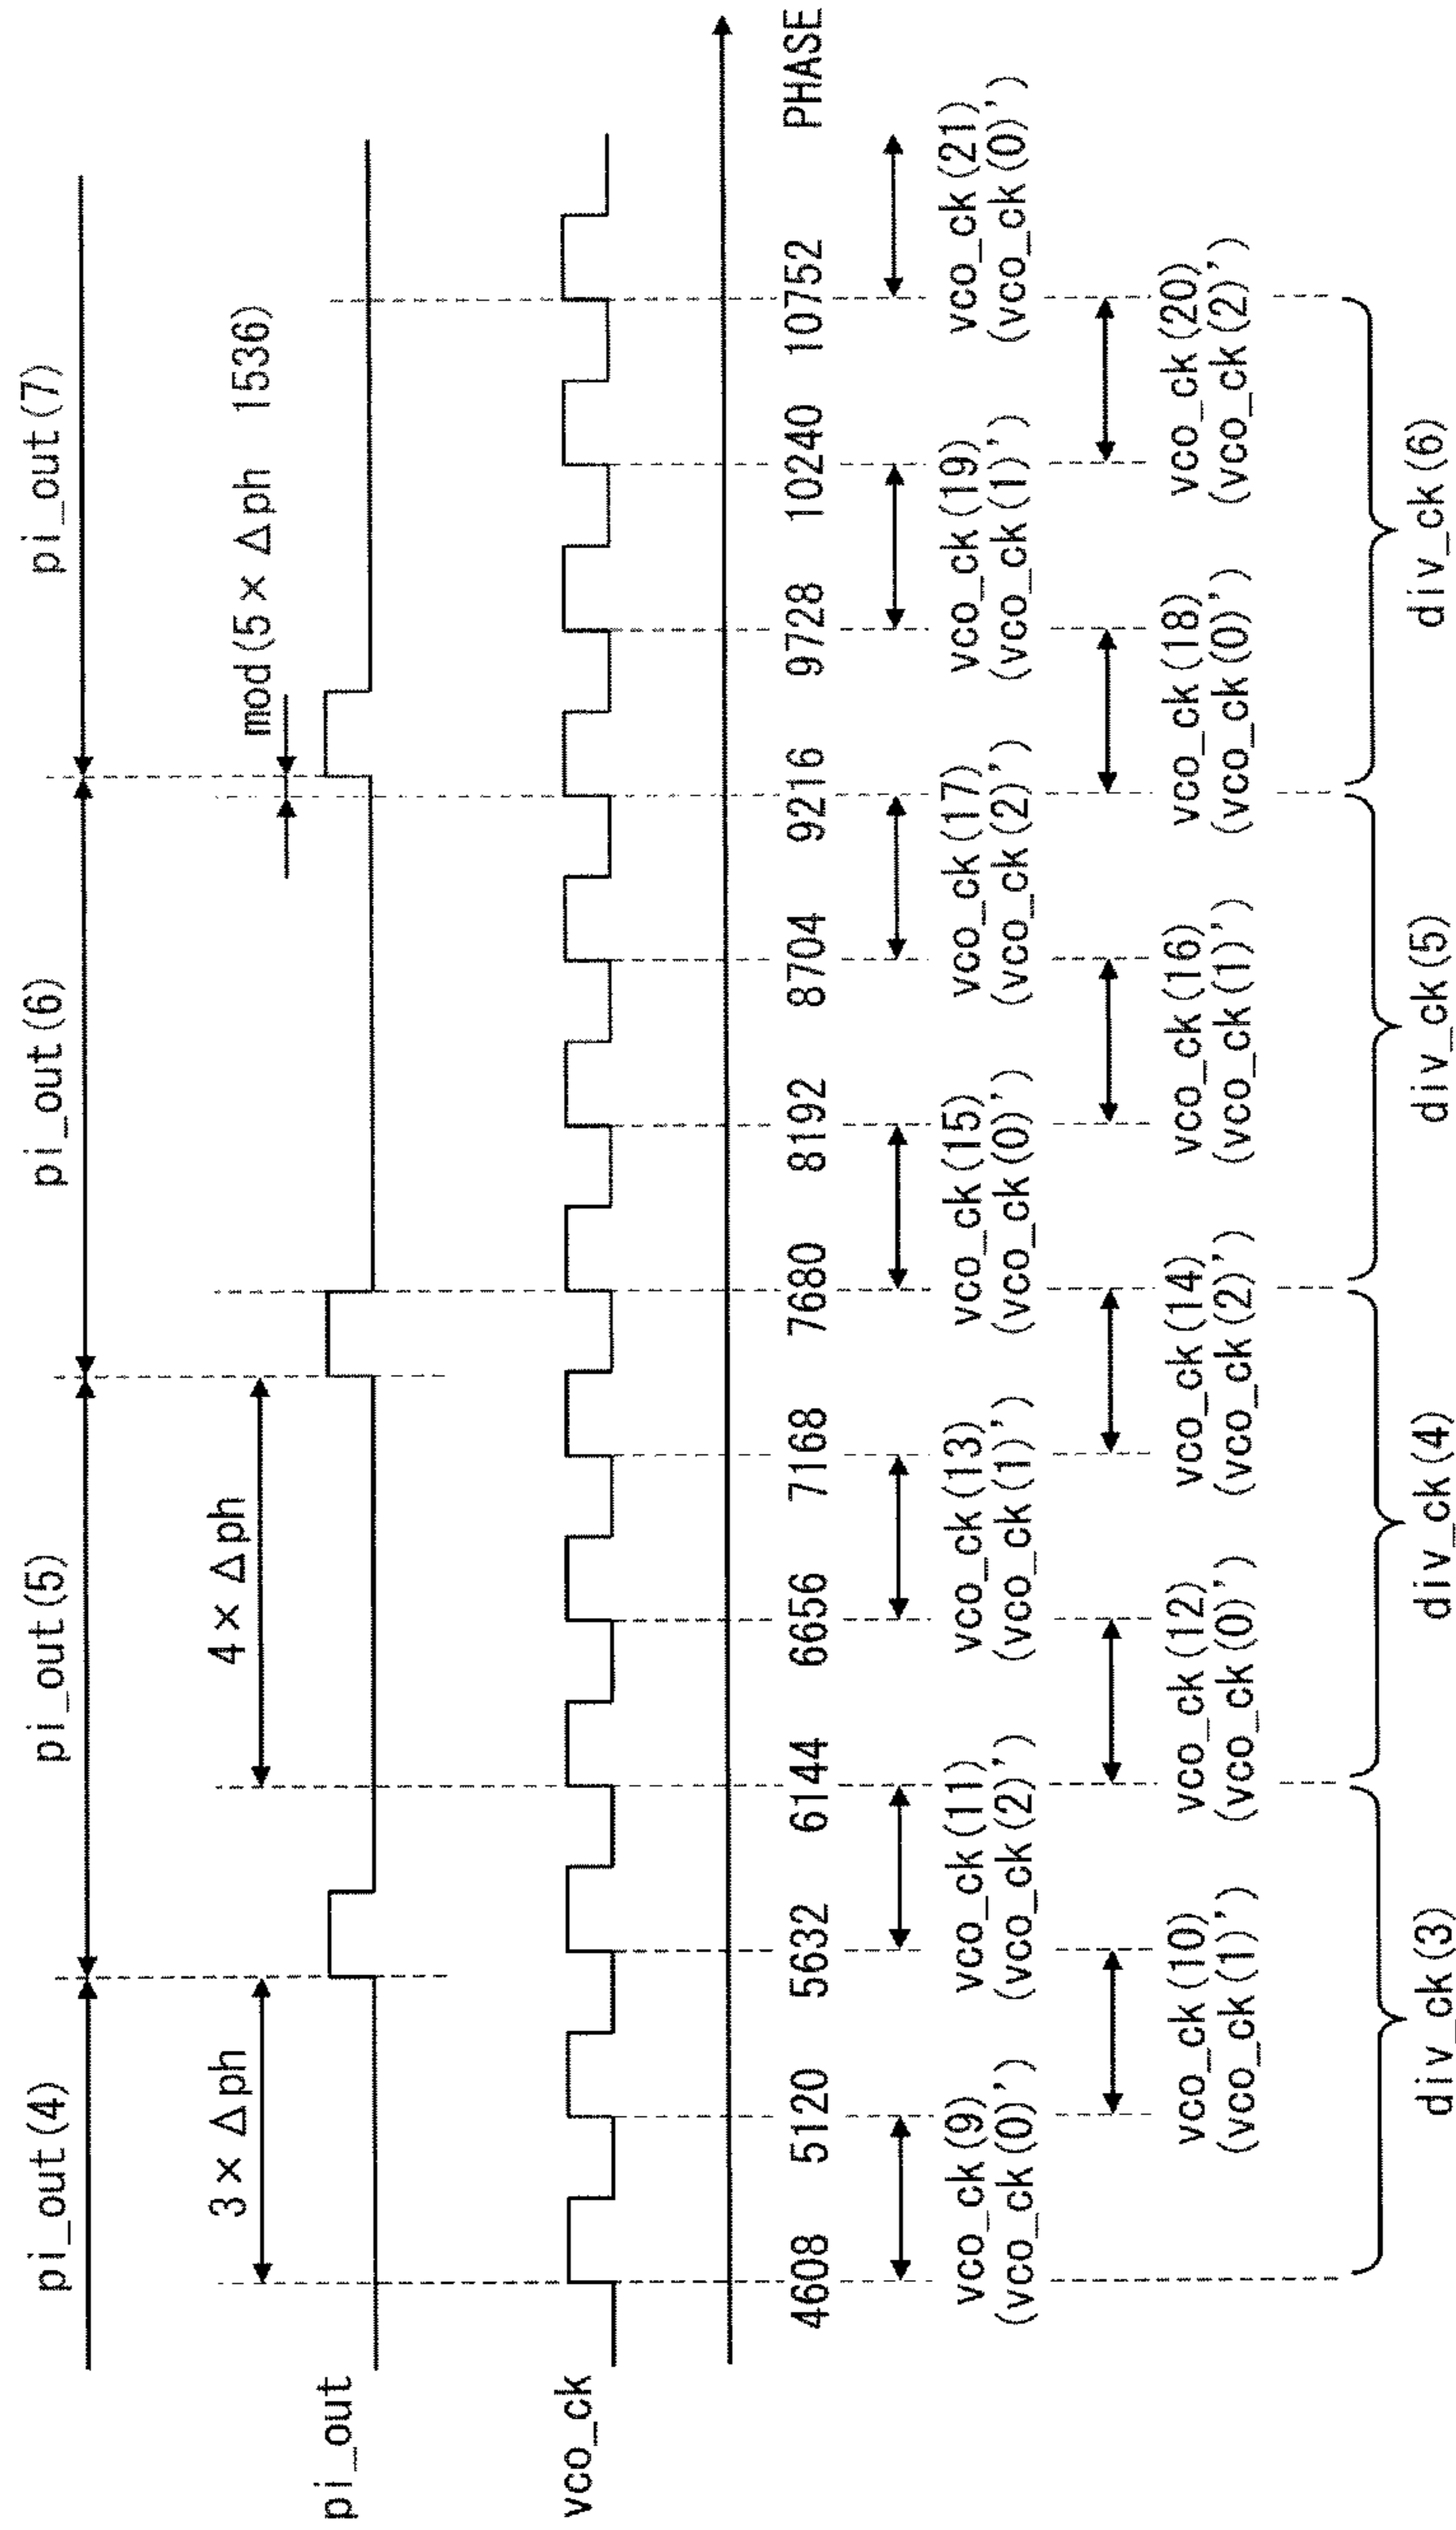 pi_out(4) pi_out(5) pi_out(6) pi_out(7)
3×Δph 4×Δph mod(5×Δph 1536)
pi_out
vco_ck
4608 5120 5632 6144 6656 7168 7680 8192 8704 9216 9728 10240 10752 PHASE
vco_ck(9) vco_ck(11) vco_ck(13) vco_ck(15) vco_ck(17) vco_ck(19) vco_ck(21)
(vco_ck(0)') (vco_ck(2)') (vco_ck(1)') (vco_ck(0)') (vco_ck(2)') (vco_ck(1)') (vco_ck(0)')
vco_ck(10) vco_ck(12) vco_ck(14) vco_ck(16) vco_ck(18) vco_ck(20)
(vco_ck(1)') (vco_ck(0)') (vco_ck(2)') (vco_ck(1)') (vco_ck(0)') (vco_ck(2)')
div_ck(3) div_ck(4) div_ck(5) div_ck(6)